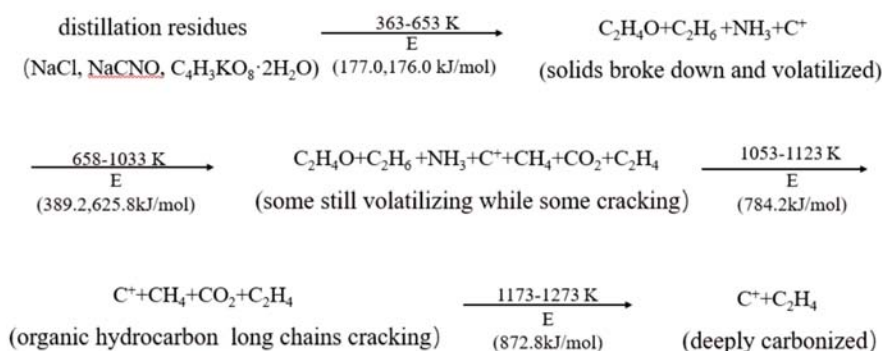 distillation residues
363-653 K
C₂H₄O+C₂H₆+NH₃+C⁺
E
(NaCl, NaCNO, C₄H₃KO₈·2H₂O)
(177.0,176.0 kJ/mol)
(solids broke down and volatilized)
658-1033 K
C₂H₄O+C₂H₆+NH₃+C⁺+CH₄+CO₂+C₂H₄
1053-1123 K
E
E
(389.2,625.8kJ/mol)
(some still volatilizing while some cracking)
(784.2kJ/mol)
C⁺+CH₄+CO₂+C₂H₄
1173-1273 K
C⁺+C₂H₄
E
(organic hydrocarbon long chains cracking)
(872.8kJ/mol)
(deeply carbonized)